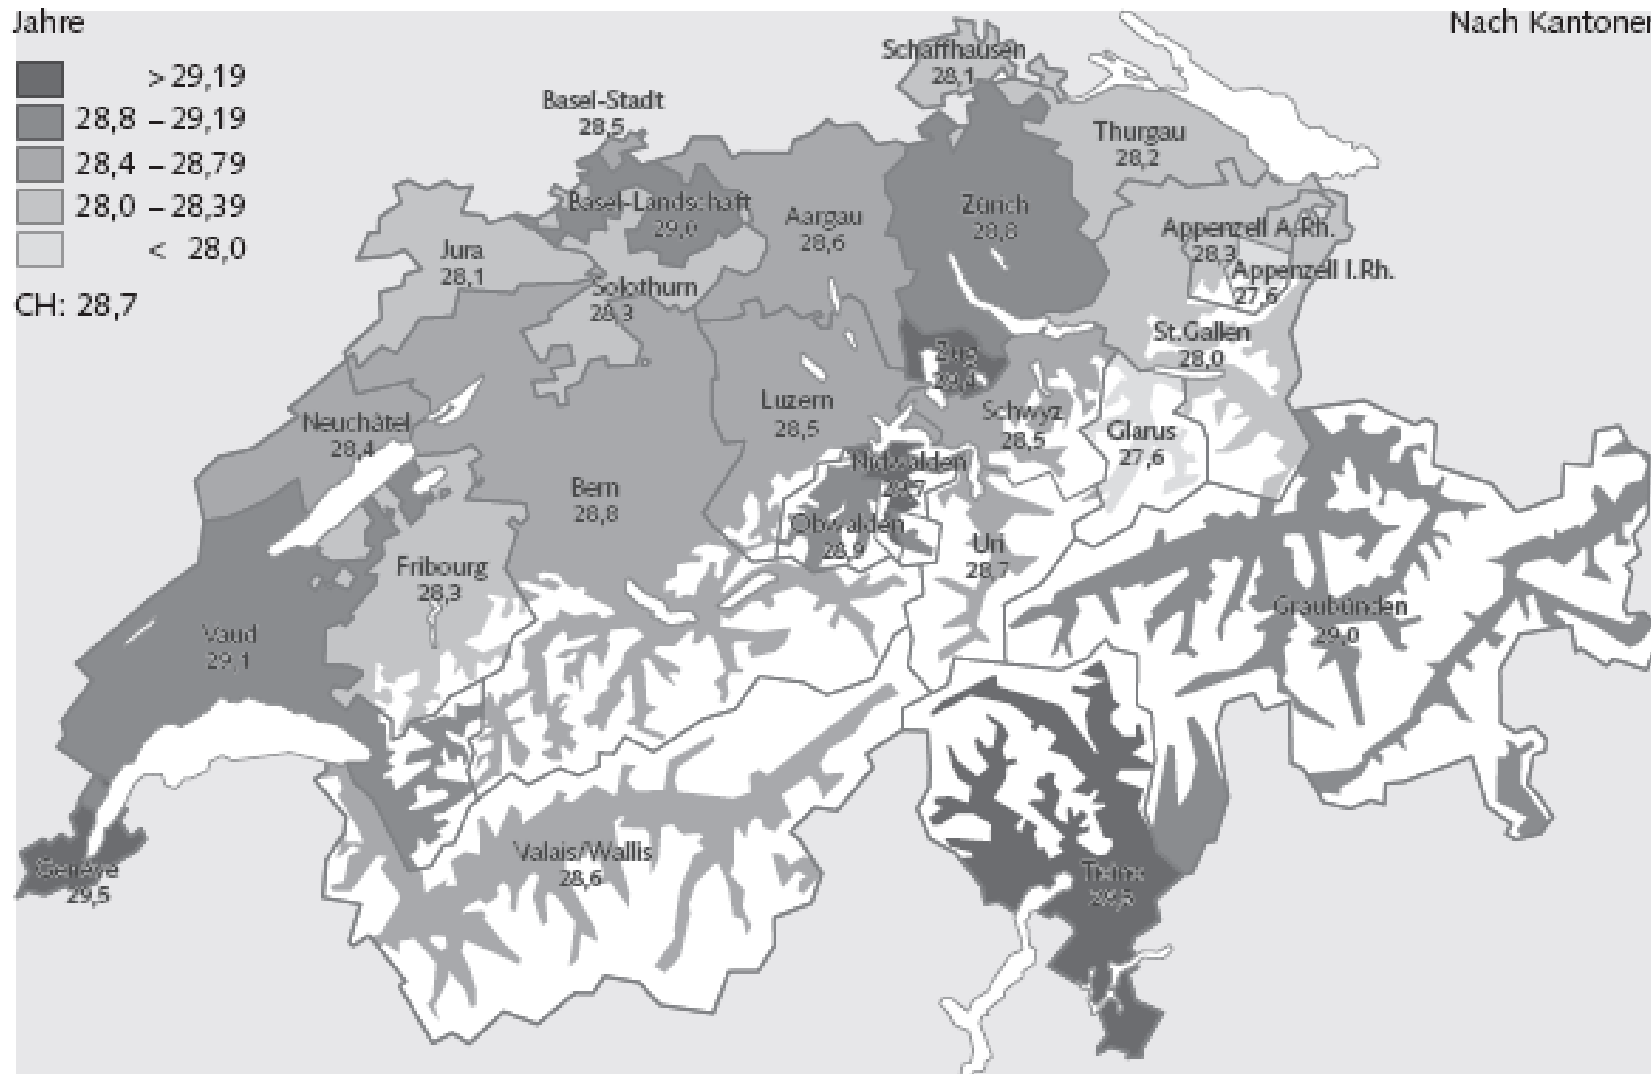 Jahre
Nach Kantonen
> 29,19
28,8 – 29,19
28,4 – 28,79
28,0 – 28,39
< 28,0
CH: 28,7
Schaffhausen
28,1
Basel-Stadt
28,5
Thurgau
28,2
Basel-Landschaft
29,0
Aargau
28,6
Zürich
28,8
Appenzell A.Rh.
28,3
Appenzell I.Rh.
27,6
Jura
28,1
Solothurn
28,3
St.Gallen
28,0
Zug
29,4
Luzern
28,5
Schwyz
28,5
Glarus
27,6
Neuchâtel
28,4
Nidwalden
Bern
28,8
Obwalden
28,9
Uri
28,7
Fribourg
28,3
Graubünden
29,0
Vaud
29,1
Valais/Wallis
28,6
Genève
29,5